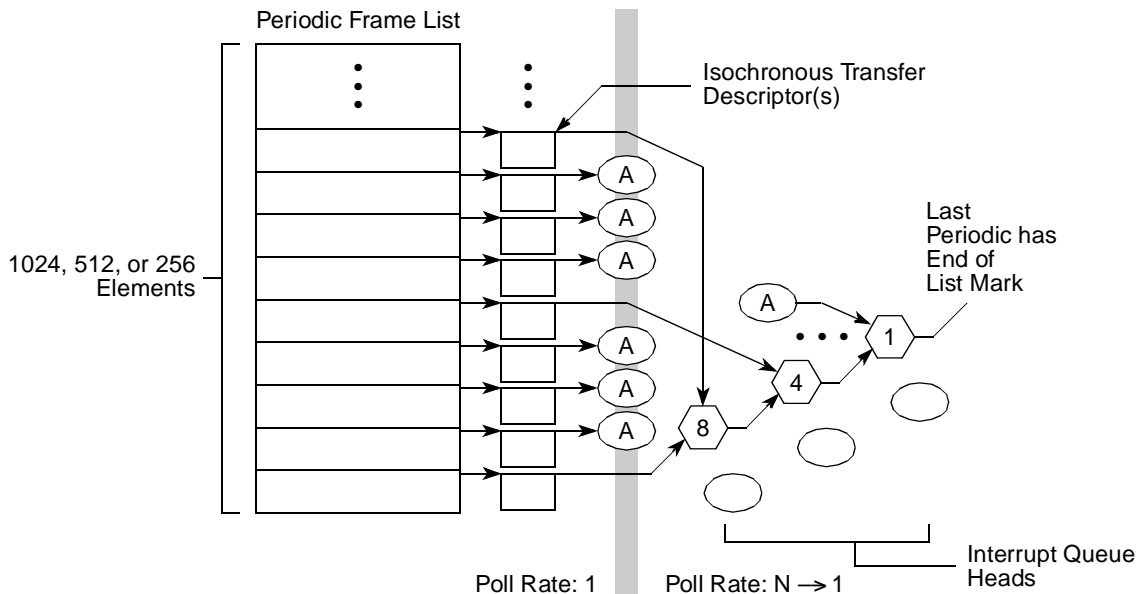 Periodic Frame List
Isochronous Transfer
Descriptor(s)
A
A
A
Last
Periodic has
End of
List Mark
1024, 512, or 256
Elements
A
1
A
4
A
A
8
Interrupt Queue
Heads
Poll Rate: 1
Poll Rate: N → 1